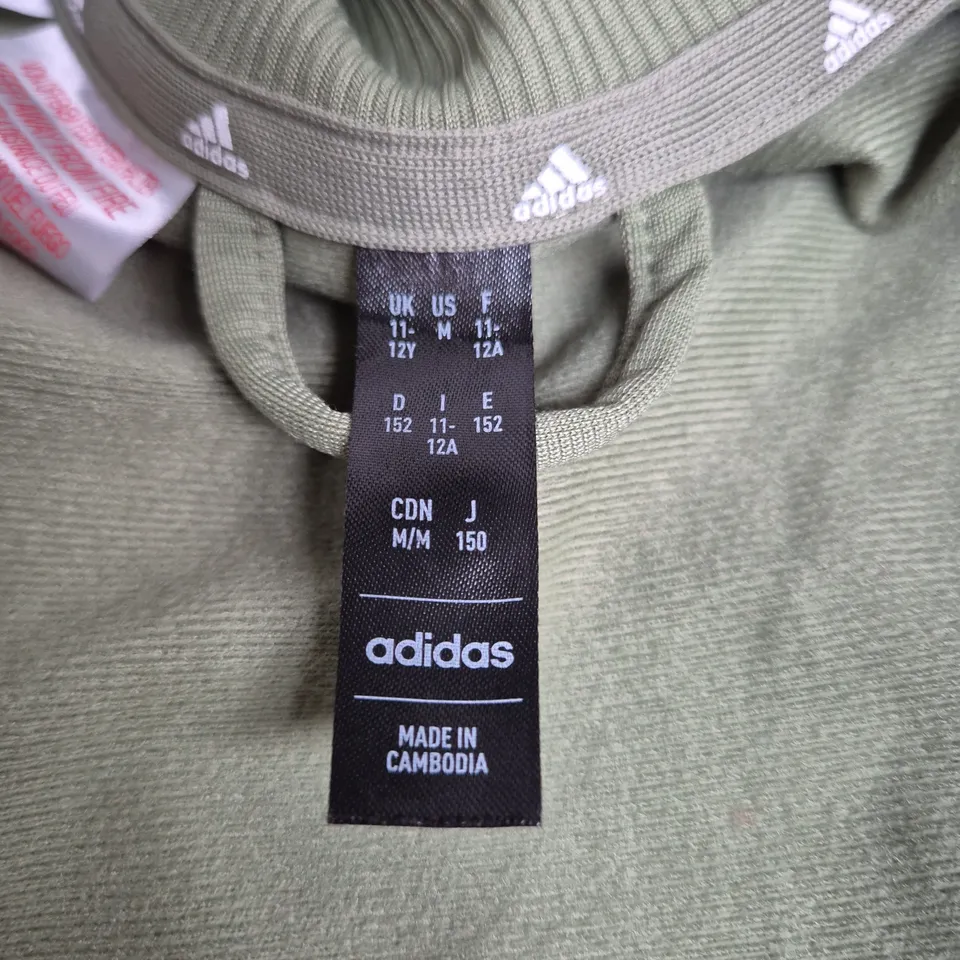 adidas
adidas
adidas
UK US F
11- M 11-
12Y 12A
D I E
152 11- 152
12A
CDN J
M/M 150
adidas
MADE IN
CAMBODIA
FIRE